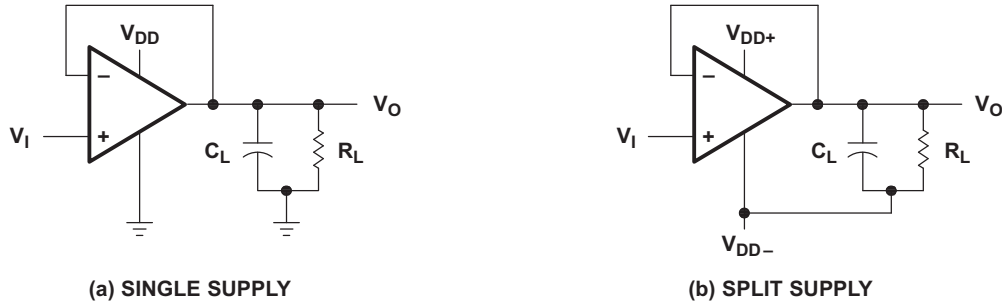 V_DD
−
V_I
+
V_O
C_L
R_L
(a) SINGLE SUPPLY
V_DD+
−
V_I
+
V_O
C_L
R_L
V_DD−
(b) SPLIT SUPPLY